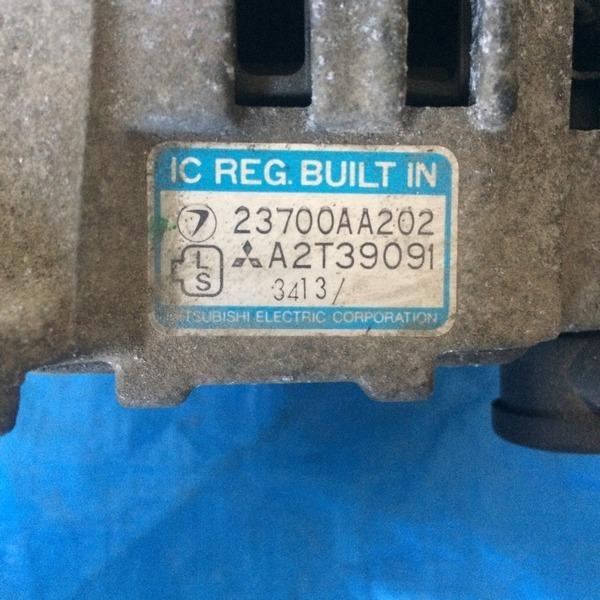 IC REG. BUILT IN
23700AA202
A2T39091
L
S
3413/
MITSUBISHI ELECTRIC CORPORATION